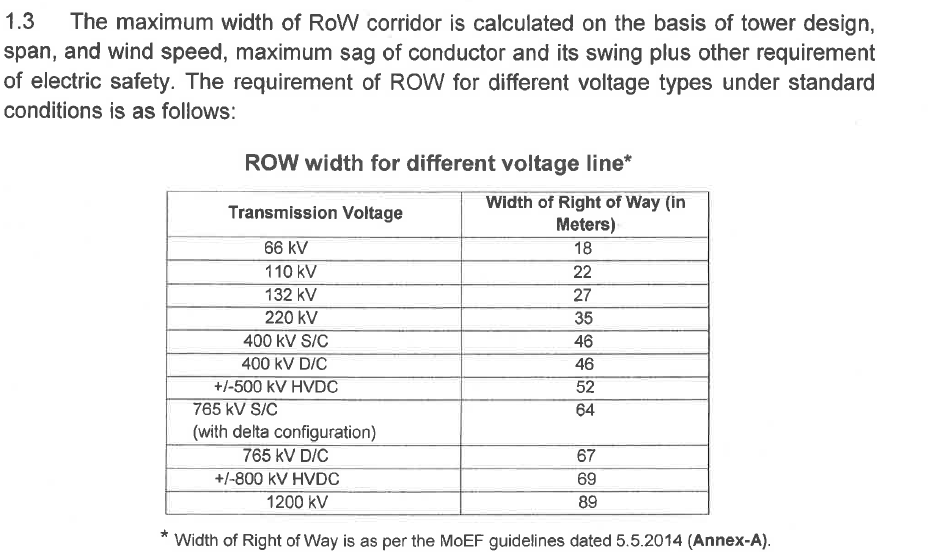 1.3 The maximum width of RoW corridor is calculated on the basis of tower design,
span, and wind speed, maximum sag of conductor and its swing plus other requirement
of electric safety. The requirement of ROW for different voltage types under standard
conditions is as follows:
ROW width for different voltage line*
Transmission Voltage
Width of Right of Way (in
Meters)
66 kV 18
110 kV 22
132 kV 27
220 kV 35
400 kV S/C 46
400 kV D/C 46
+/-500 kV HVDC 52
765 kV S/C 64
(with delta configuration)
765 kV D/C 67
+/-800 kV HVDC 69
1200 kV 89
* Width of Right of Way is as per the MoEF guidelines dated 5.5.2014 (Annex-A).